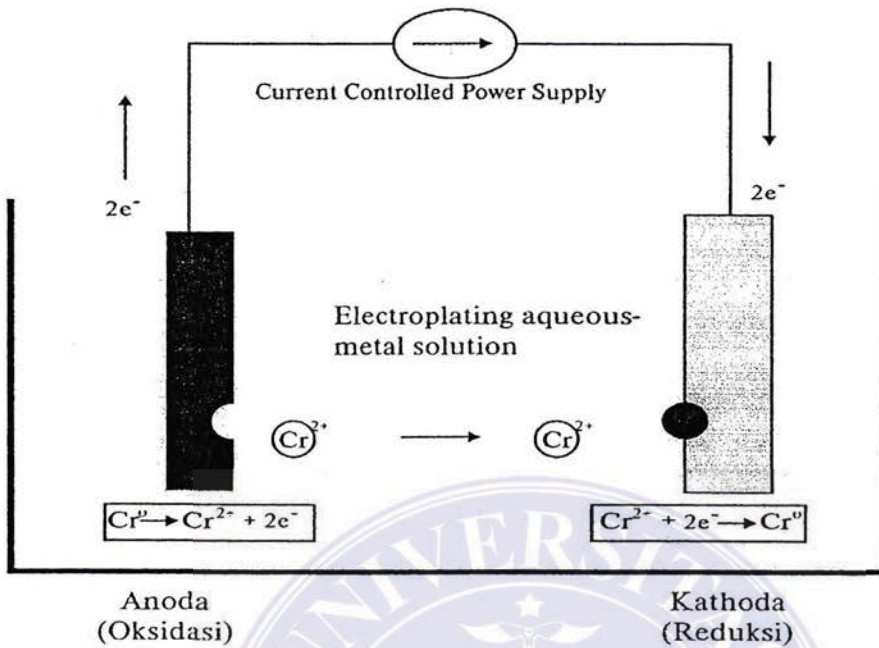 Current Controlled Power Supply
2e⁻
2e⁻
Electroplating aqueous-
metal solution
Cr²⁺
Cr²⁺
Cr⁰ → Cr²⁺ + 2e⁻
Cr²⁺ + 2e⁻ → Cr⁰
Anoda
(Oksidasi)
Kathoda
(Reduksi)
UNIVERSITA